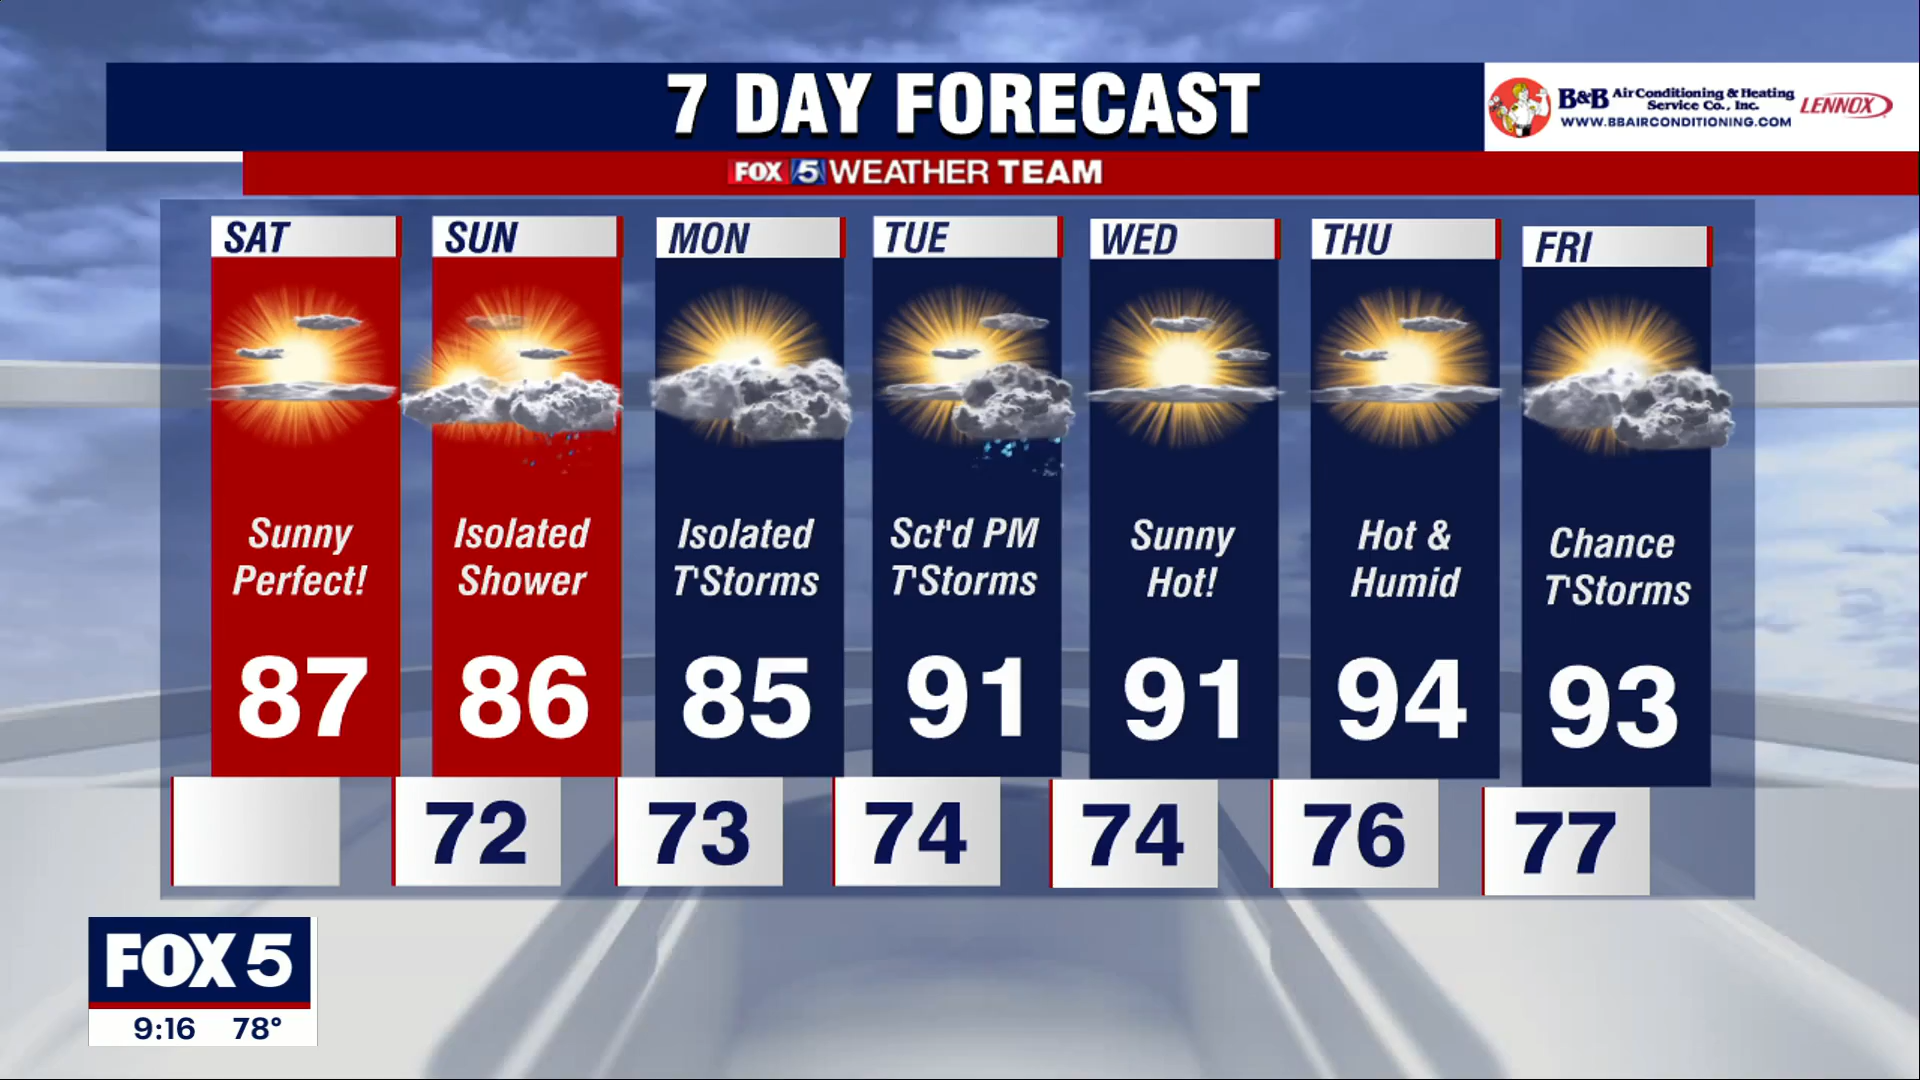 7 DAY FORECAST
B&B Air Conditioning & Heating
Service Co., Inc.
WWW.BBAIRCONDITIONING.COM
LENNOX
FOX 5 WEATHER TEAM
SAT
Sunny
Perfect!
87
SUN
Isolated
Shower
86
72
MON
Isolated
T'Storms
85
73
TUE
Sct'd PM
T'Storms
91
74
WED
Sunny
Hot!
91
74
THU
Hot &
Humid
94
76
FRI
Chance
T'Storms
93
77
FOX 5
9:16 78°